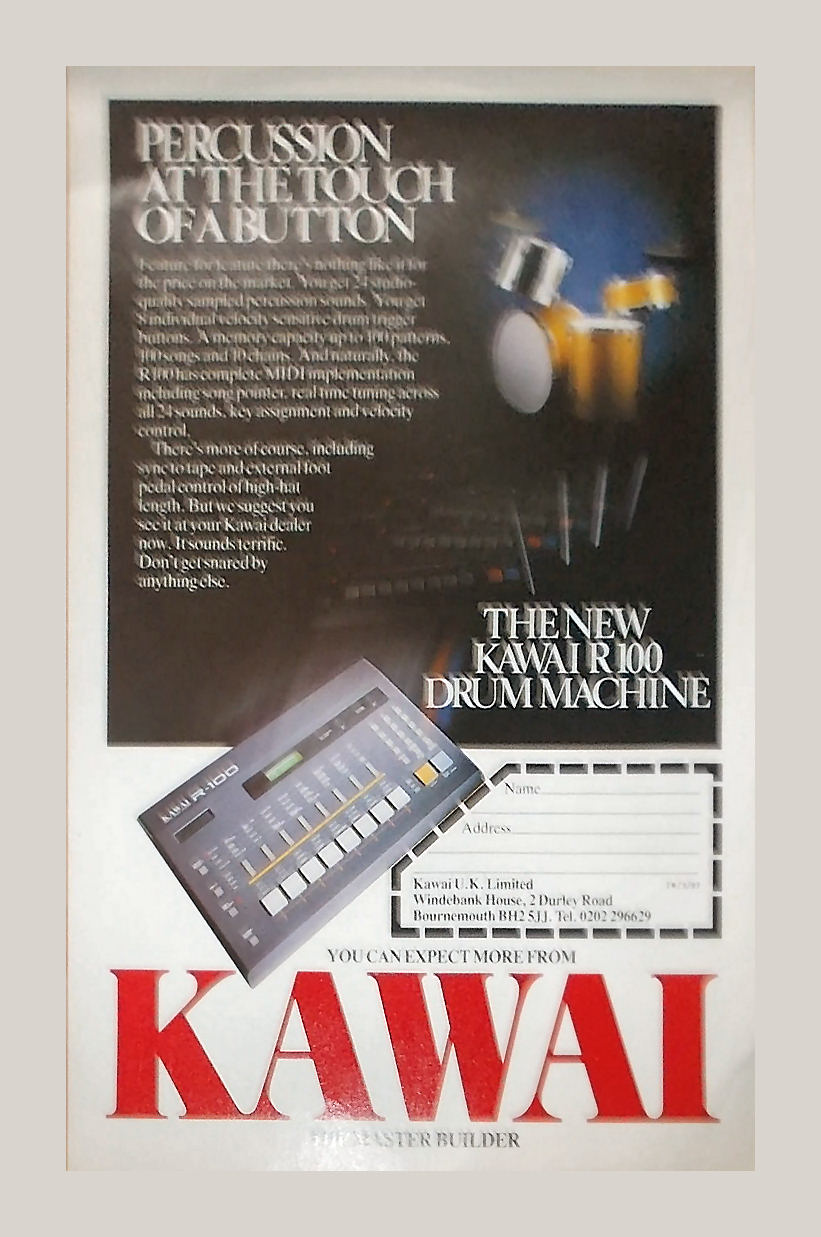 PERCUSSION
AT THE TOUCH
OF A BUTTON
Feature for feature there's nothing like it for
the price on the market. You get 24 studio-
quality sampled percussion sounds. You get
8 individual velocity sensitive drum trigger
buttons. A memory capacity up to 100 patterns,
100 songs and 10 chains. And naturally, the
R100 has complete MIDI implementation
including song pointer, real time tuning across
all 24 sounds, key assignment and velocity
control.
There's more of course, including
sync to tape and external foot
pedal control of high-hat
length. But we suggest you
see it at your Kawai dealer
now. It sounds terrific.
Don't get snared by
anything else.
THE NEW
KAWAI R100
DRUM MACHINE
KAWAI R-100
Name
Address
Kawai U.K. Limited
Windebank House, 2 Durley Road
Bournemouth BH2 5JJ. Tel. 0202 296629
YOU CAN EXPECT MORE FROM
KAWAI
THE MASTER BUILDER